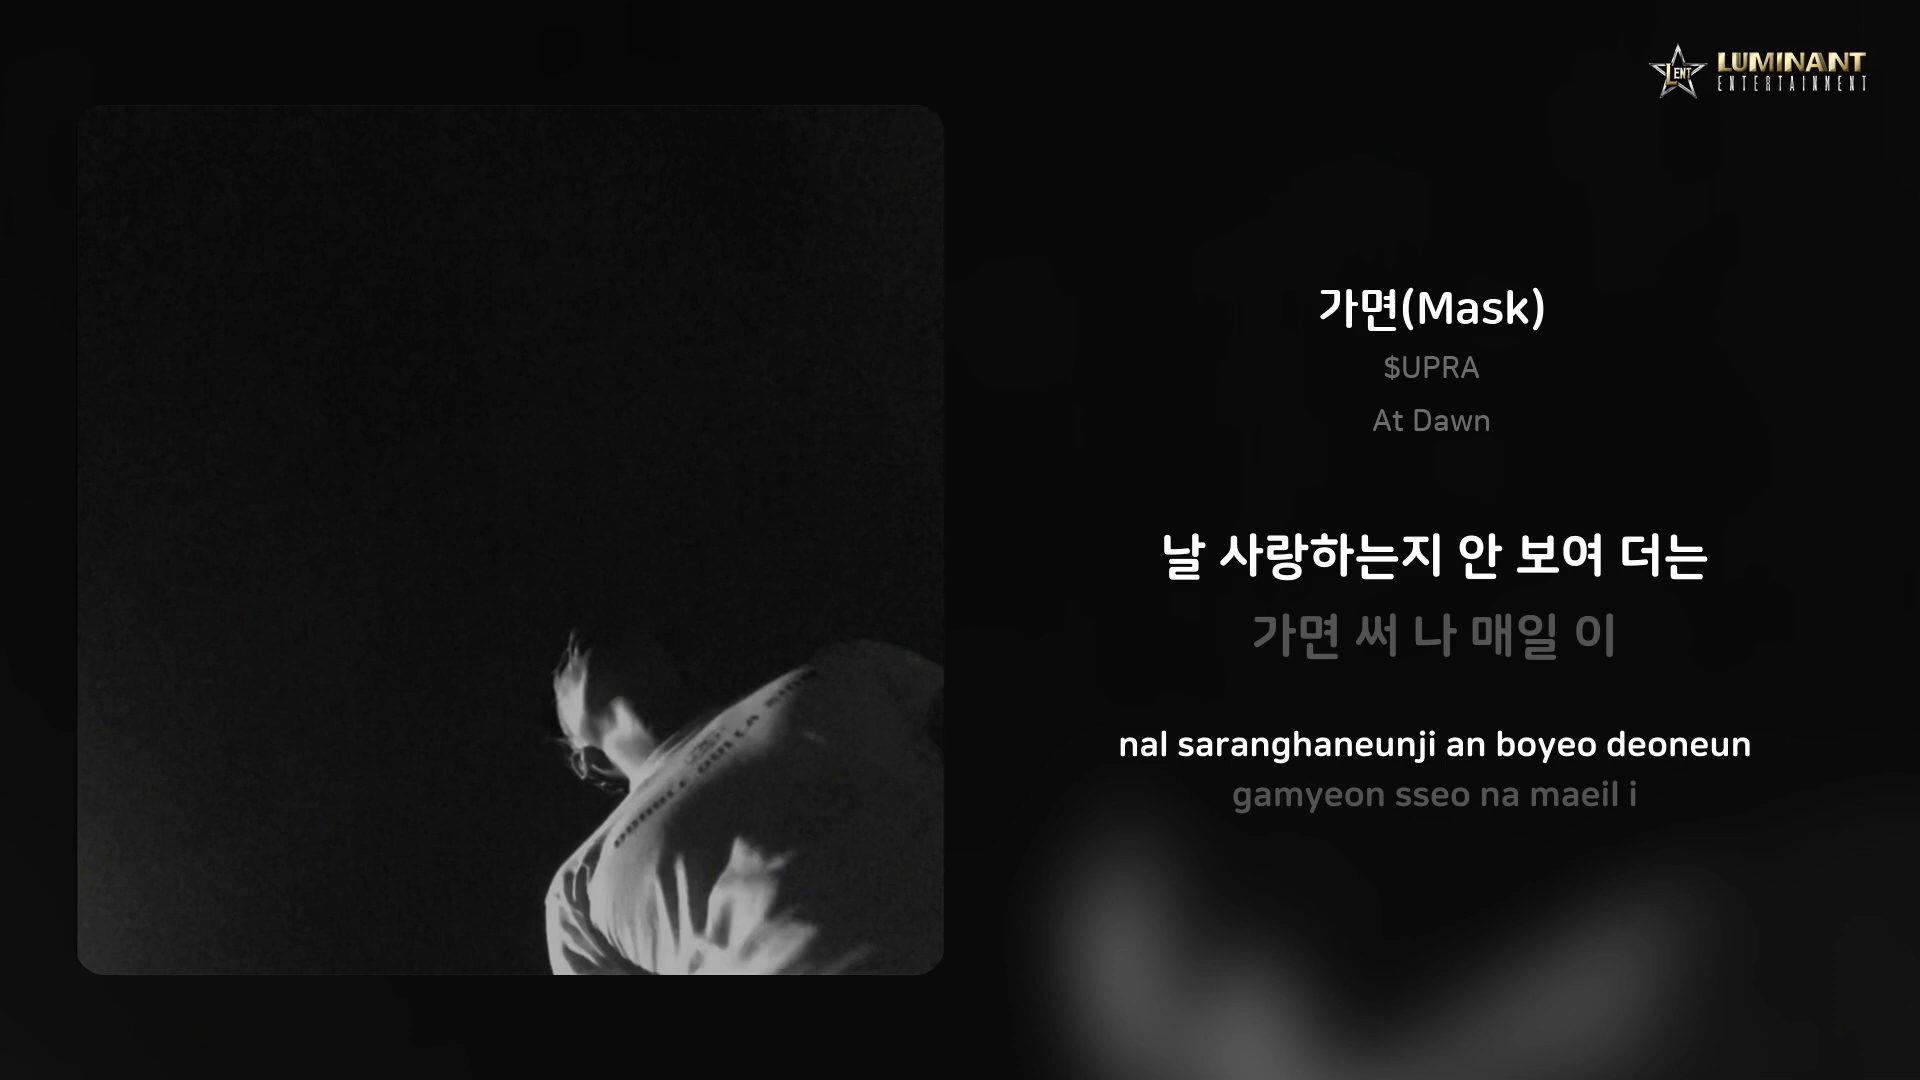 LENT
LUMINANT
ENTERTAINMENT
가면(Mask)
$UPRA
At Dawn
날 사랑하는지 안 보여 더는
가면 써 나 매일 이
nal saranghaneunji an boyeo deoneun
gamyeon sseo na maeil i